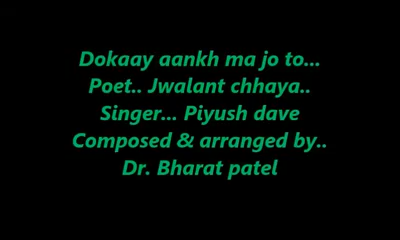 Dokaay aankh ma jo to...
Poet.. Jwalant chhaya..
Singer... Piyush dave
Composed & arranged by..
Dr. Bharat patel